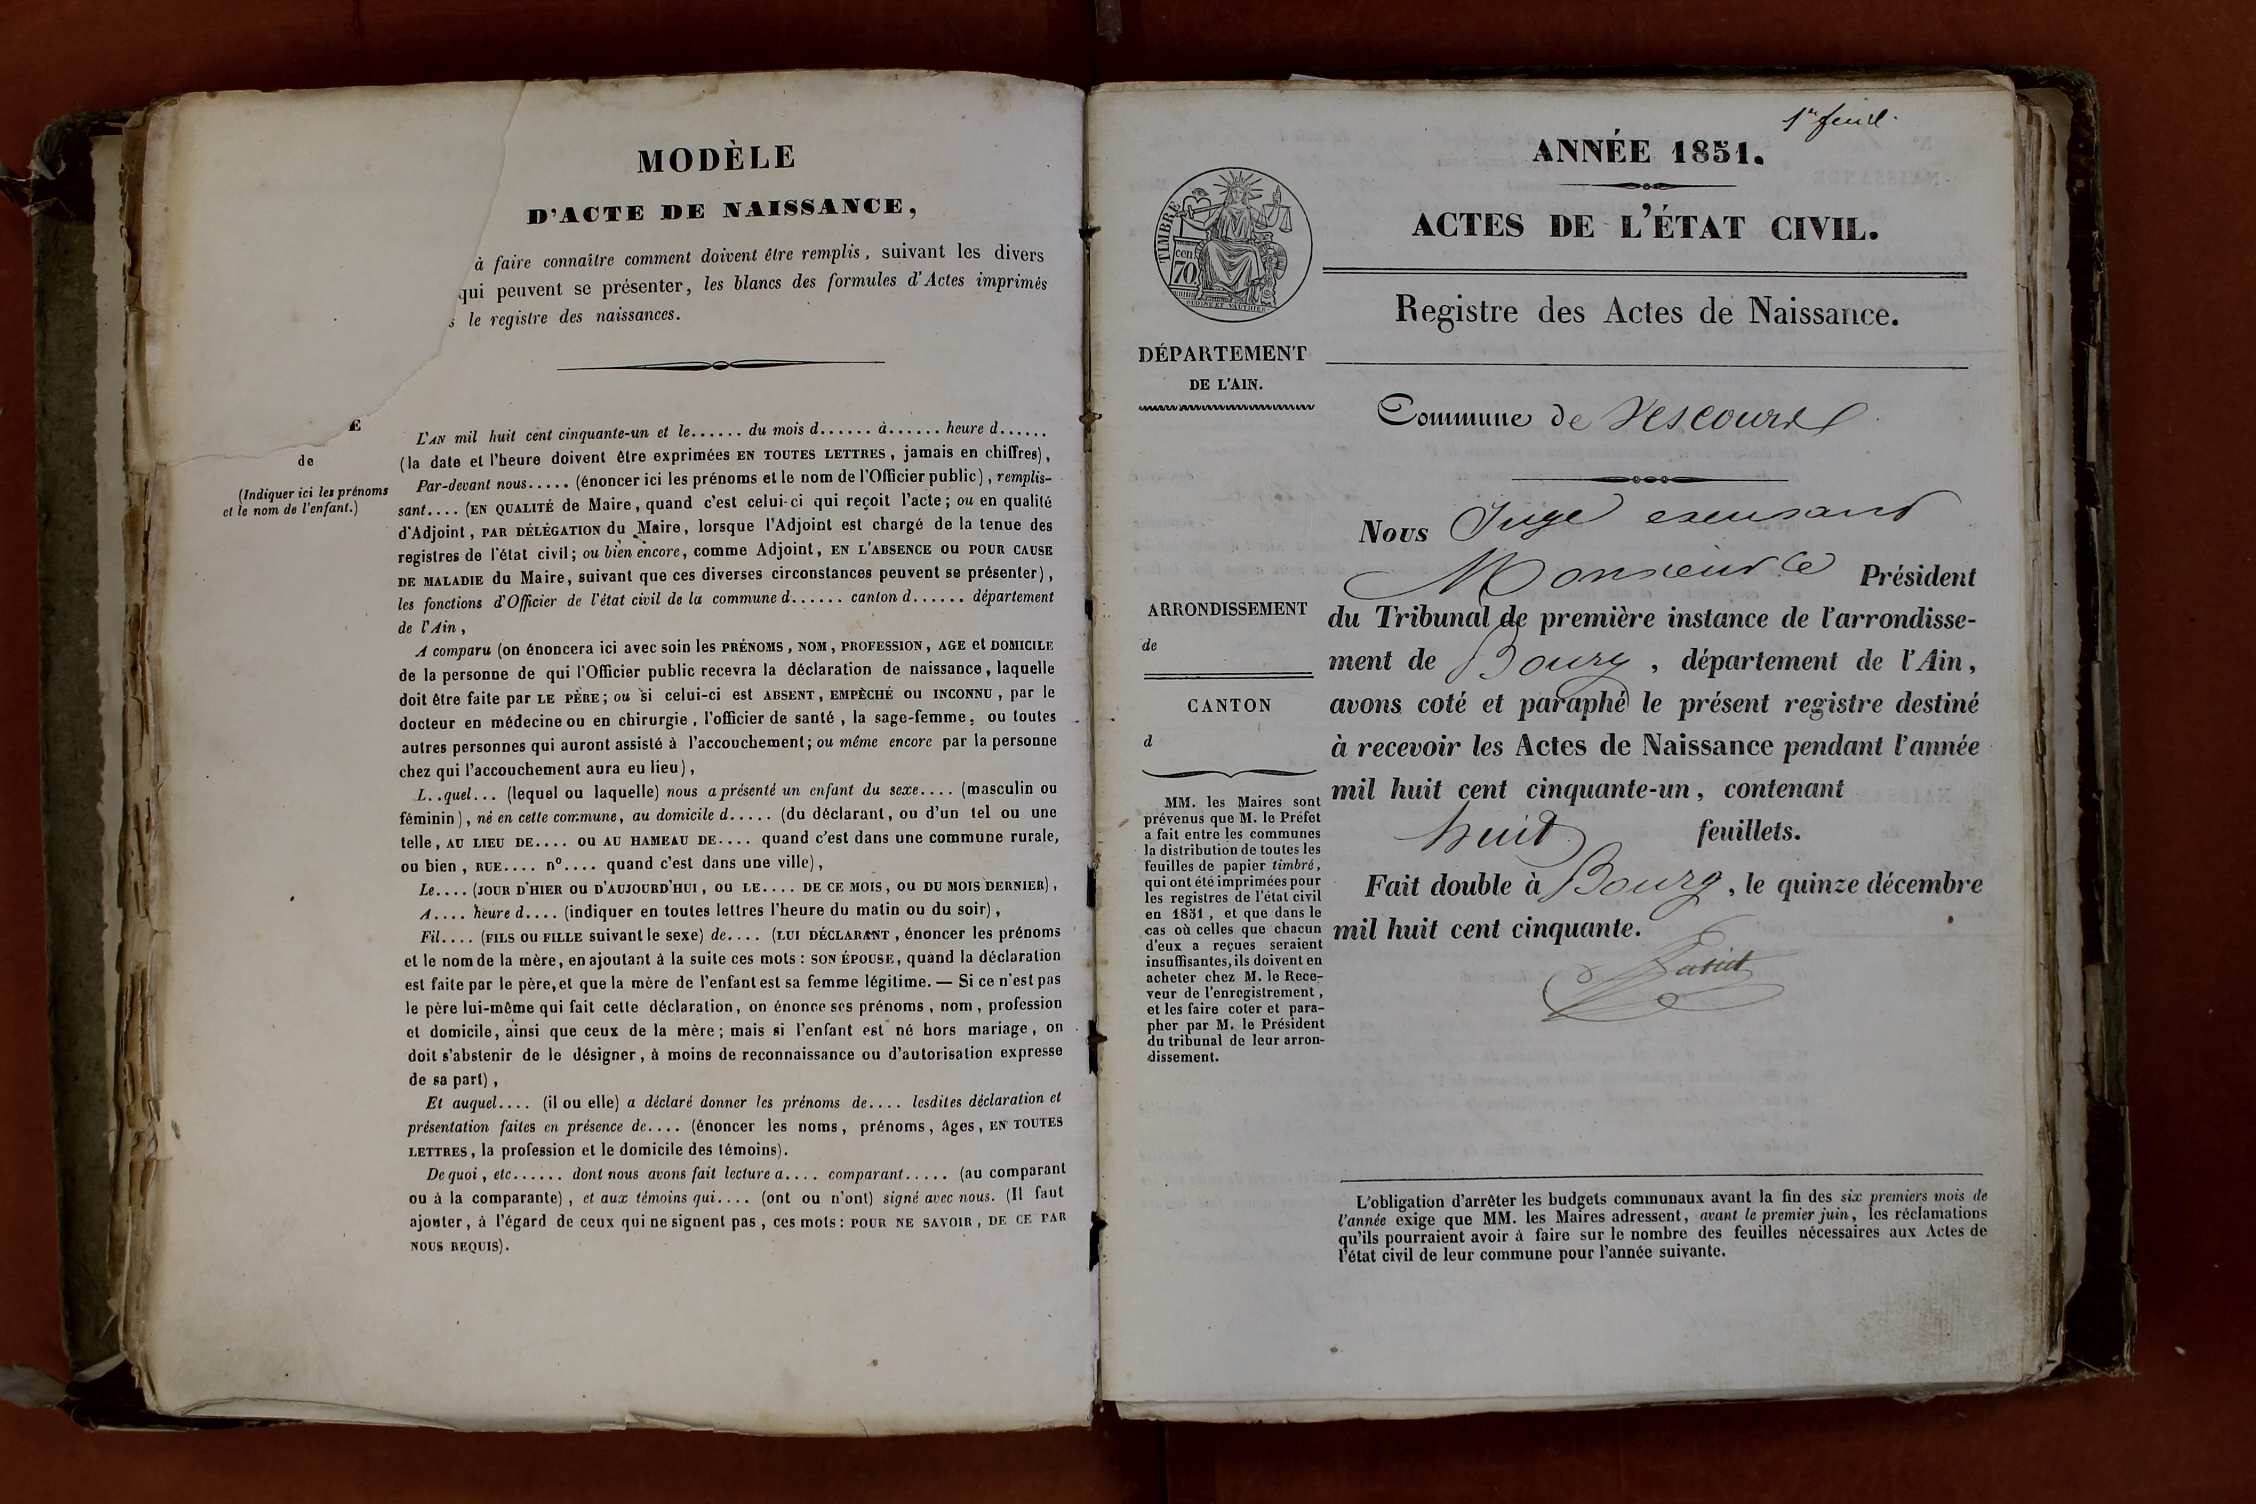 MODÈLE
D'ACTE DE NAISSANCE,
à faire connaître comment doivent être remplis, suivant les divers
qui peuvent se présenter, les blancs des formules d'Actes imprimés
s le registre des naissances.
E
de
(Indiquer ici les prénoms
et le nom de l'enfant.)
L'AN mil huit cent cinquante-un et le...... du mois d...... à...... heure d......
(la date et l'heure doivent être exprimées EN TOUTES LETTRES, jamais en chiffres),
Par-devant nous..... (énoncer ici les prénoms et le nom de l'Officier public), remplis-
sant.... (EN QUALITÉ de Maire, quand c'est celui-ci qui reçoit l'acte; ou en qualité
d'Adjoint, PAR DÉLÉGATION du Maire, lorsque l'Adjoint est chargé de la tenue des
registres de l'état civil; ou bien encore, comme Adjoint, EN L'ABSENCE OU POUR CAUSE
DE MALADIE du Maire, suivant que ces diverses circonstances peuvent se présenter),
les fonctions d'Officier de l'état civil de la commune d...... canton d...... département
de l'Ain,
A comparu (on énoncera ici avec soin les PRÉNOMS, NOM, PROFESSION, AGE et DOMICILE
de la personne de qui l'Officier public recevra la déclaration de naissance, laquelle
doit être faite par LE PÈRE; ou si celui-ci est ABSENT, EMPÈCHÉ OU INCONNU, par le
docteur en médecine ou en chirurgie, l'officier de santé, la sage-femme, ou toutes
autres personnes qui auront assisté à l'accouchement; ou même encore par la personne
chez qui l'accouchement aura eu lieu),
L..quel... (lequel ou laquelle) nous a présenté un enfant du sexe.... (masculin ou
féminin), né en cette commune, au domicile d..... (du déclarant, ou d'un tel ou une
telle, AU LIEU DE.... OU AU HAMEAU DE.... quand c'est dans une commune rurale,
ou bien, RUE.... n°.... quand c'est dans une ville),
Le.... (JOUR D'HIER OU D'AUJOURD'HUI, OU LE.... DE CE MOIS, OU DU MOIS DERNIER),
A.... heure d.... (indiquer en toutes lettres l'heure du matin ou du soir),
Fil.... (FILS OU FILLE suivant le sexe) de.... (LUI DÉCLARANT, énoncer les prénoms
et le nom de la mère, en ajoutant à la suite ces mots: SON ÉPOUSE, quand la déclaration
est faite par le père, et que la mère de l'enfant est sa femme légitime. — Si ce n'est pas
le père lui-même qui fait cette déclaration, on énonce ses prénoms, nom, profession
et domicile, ainsi que ceux de la mère; mais si l'enfant est né hors mariage, on
doit s'abstenir de le désigner, à moins de reconnaissance ou d'autorisation expresse
de sa part),
Et auquel.... (il ou elle) a déclaré donner les prénoms de.... lesdites déclaration et
présentation faites en présence de.... (énoncer les noms, prénoms, âges, EN TOUTES
LETTRES, la profession et le domicile des témoins).
De quoi, etc...... dont nous avons fait lecture a.... comparant..... (au comparant
ou à la comparante), et aux témoins qui.... (ont ou n'ont) signé avec nous. (Il faut
ajouter, à l'égard de ceux qui ne signent pas, ces mots: POUR NE SAVOIR, DE CE PAR
NOUS REQUIS).
1er feuil.
ANNÉE 1851.
ACTES DE L'ÉTAT CIVIL.
Registre des Actes de Naissance.
TIMBRE
70 cen
DÉPARTEMENT
DE L'AIN.
Commune de Vescours
Nous Juge excusant
Monsieur le Président
du Tribunal de première instance de l'arrondisse-
ment de Bourg, département de l'Ain,
avons coté et paraphé le présent registre destiné
à recevoir les Actes de Naissance pendant l'année
mil huit cent cinquante-un, contenant
huit feuillets.
Fait double à Bourg, le quinze décembre
mil huit cent cinquante.
ARRONDISSEMENT
de
CANTON
d
MM. les Maires sont
prévenus que M. le Préfet
a fait entre les communes
la distribution de toutes les
feuilles de papier timbré,
qui ont été imprimées pour
les registres de l'état civil
en 1851, et que dans le
cas où celles que chacun
d'eux a reçues seraient
insuffisantes, ils doivent en
acheter chez M. le Rece-
veur de l'enregistrement,
et les faire coter et para-
pher par M. le Président
du tribunal de leur arron-
dissement.
L'obligation d'arrêter les budgets communaux avant la fin des six premiers mois de
l'année exige que MM. les Maires adressent, avant le premier juin, les réclamations
qu'ils pourraient avoir à faire sur le nombre des feuilles nécessaires aux Actes de
l'état civil de leur commune pour l'année suivante.